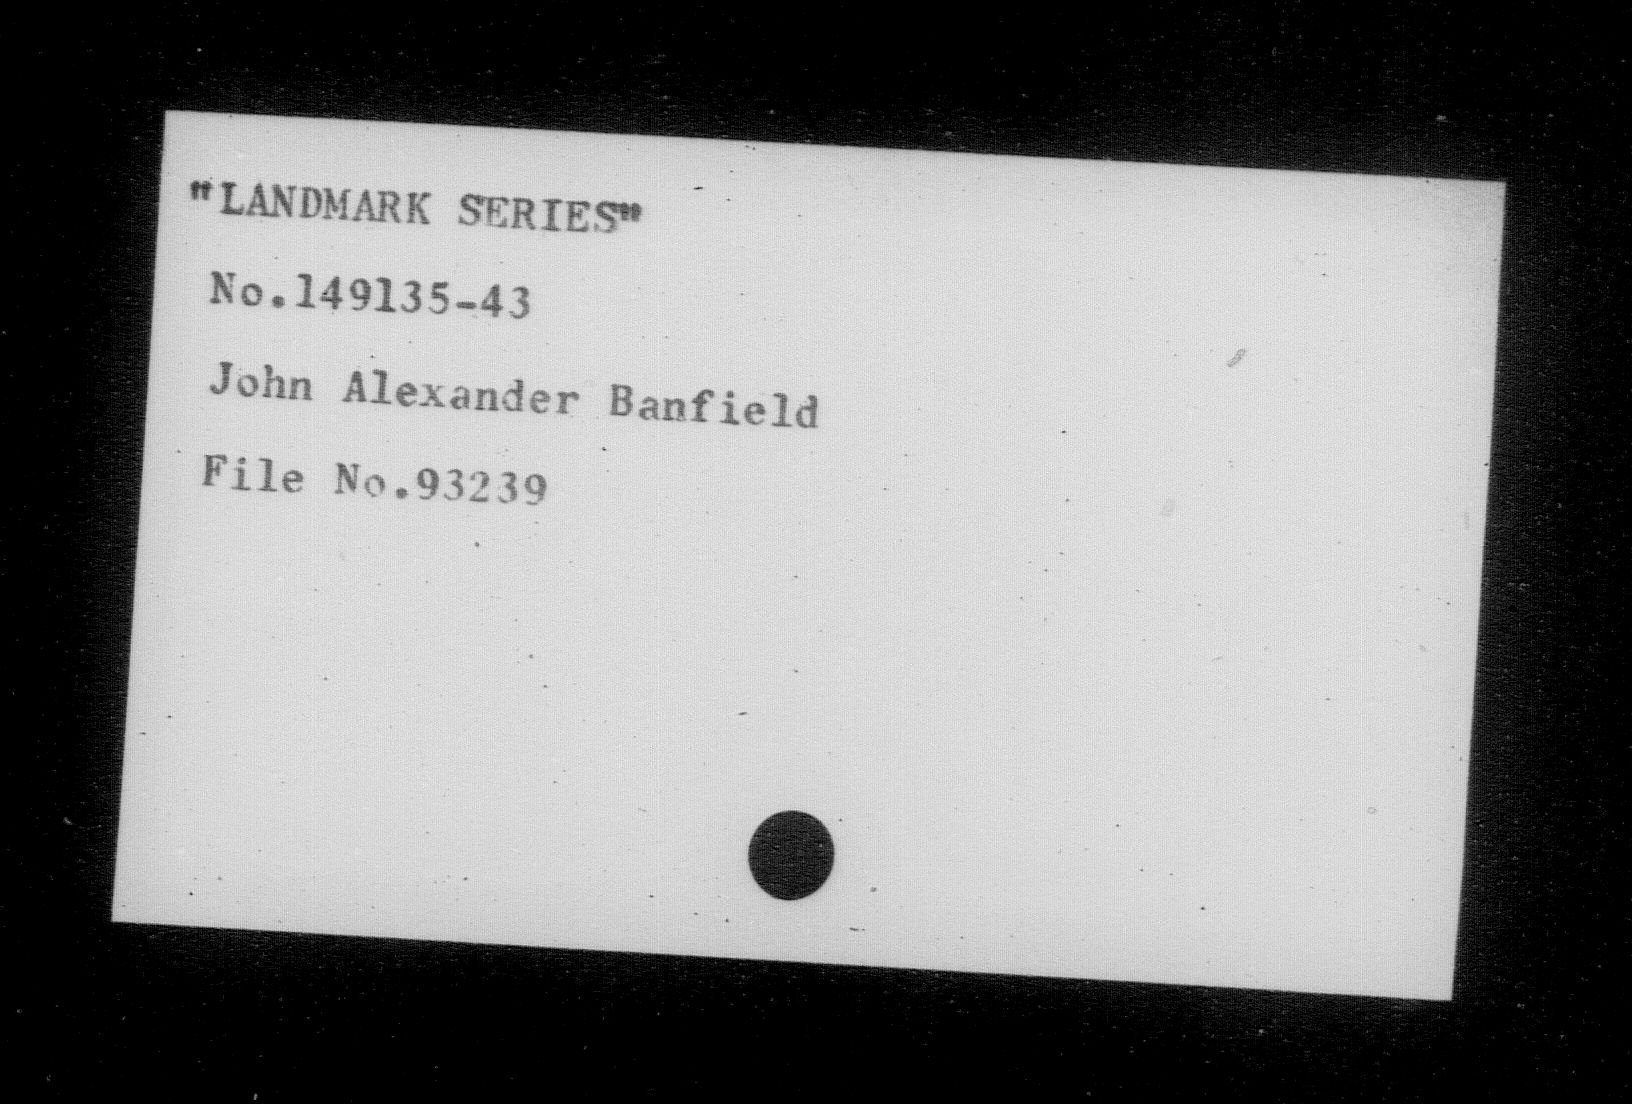 "LANDMARK SERIES"
No.149135-43
John Alexander Banfield
File No.93239